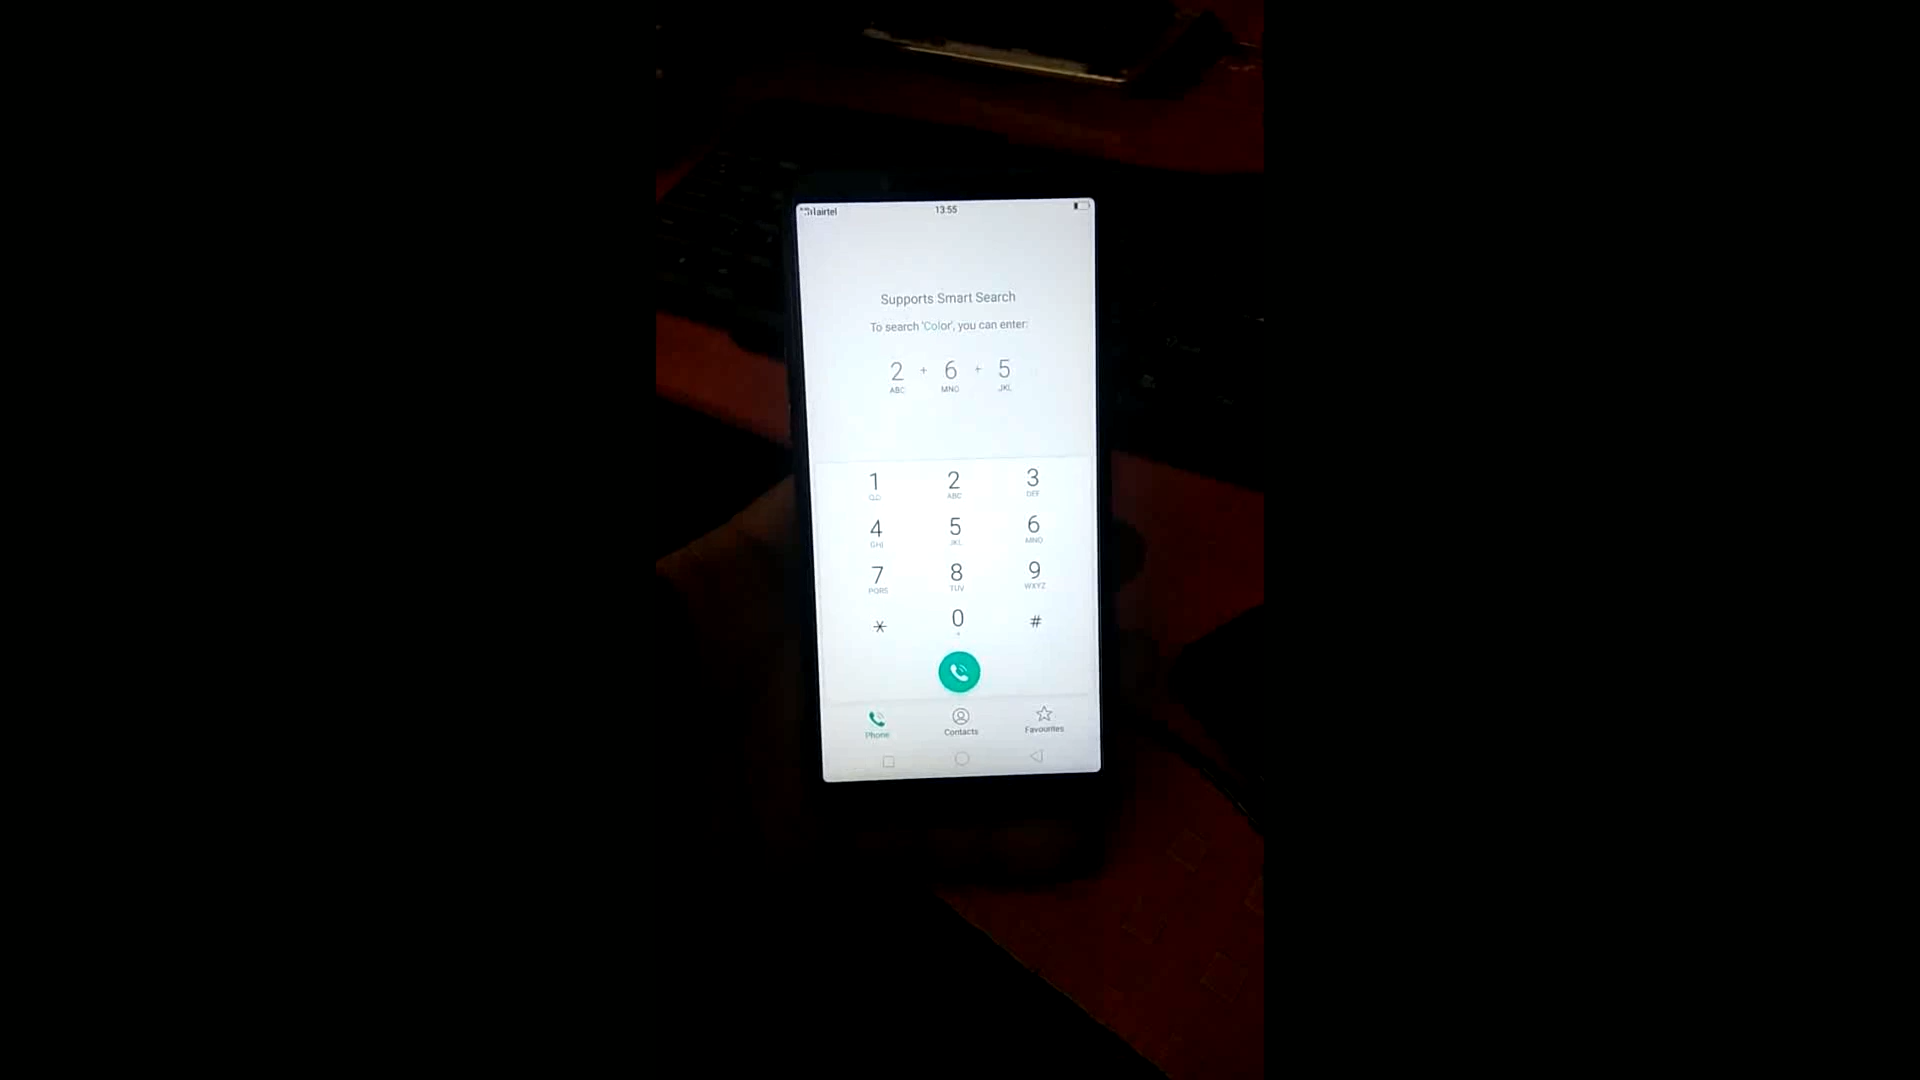 airtel 13:55
Supports Smart Search
To search 'Color', you can enter:
2 + 6 + 5
ABC MNO JKL
1 2 3
ABC DEF
4 5 6
GHI JKL MNO
7 8 9
PQRS TUV WXYZ
* 0 #
+
Phone Contacts Favourites